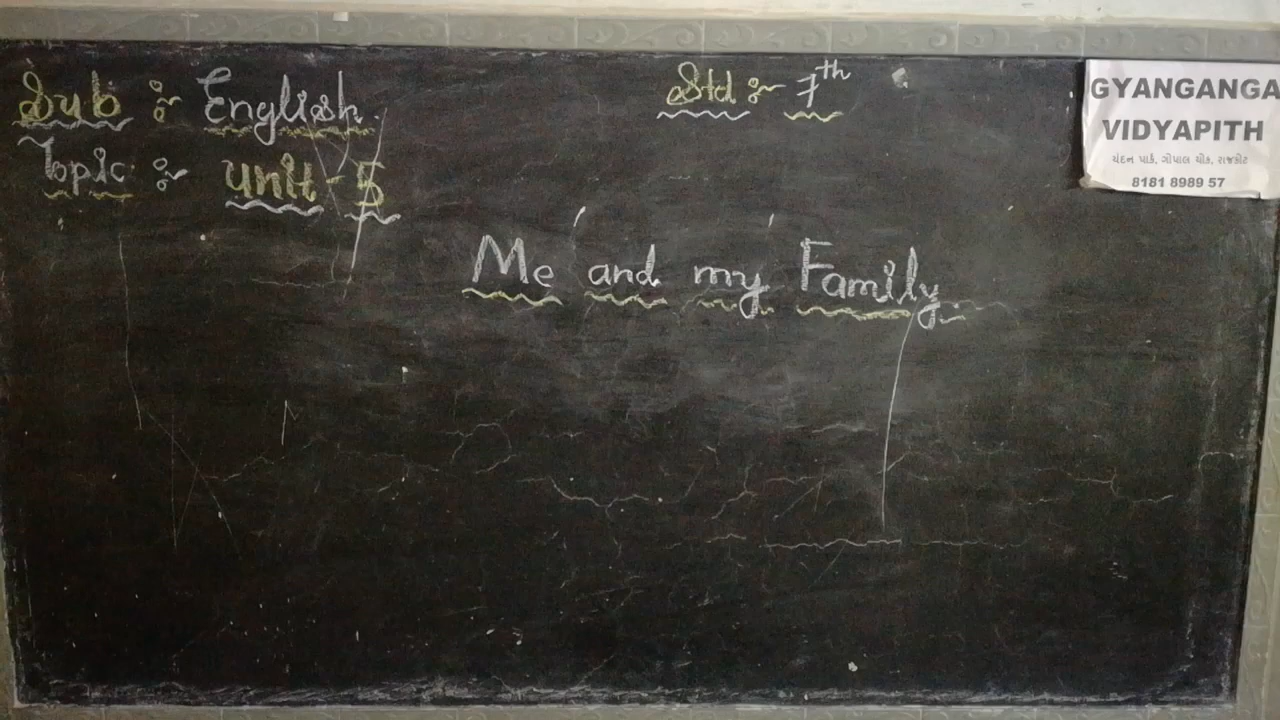 Sub :- English.
Std :- 7th
Topic :- Unit - 5
Me and my Family.
GYANGANGA
VIDYAPITH
ચંદન પાર્ક, ગોપાલ ચોક, રાજકોટ
8181 8989 57